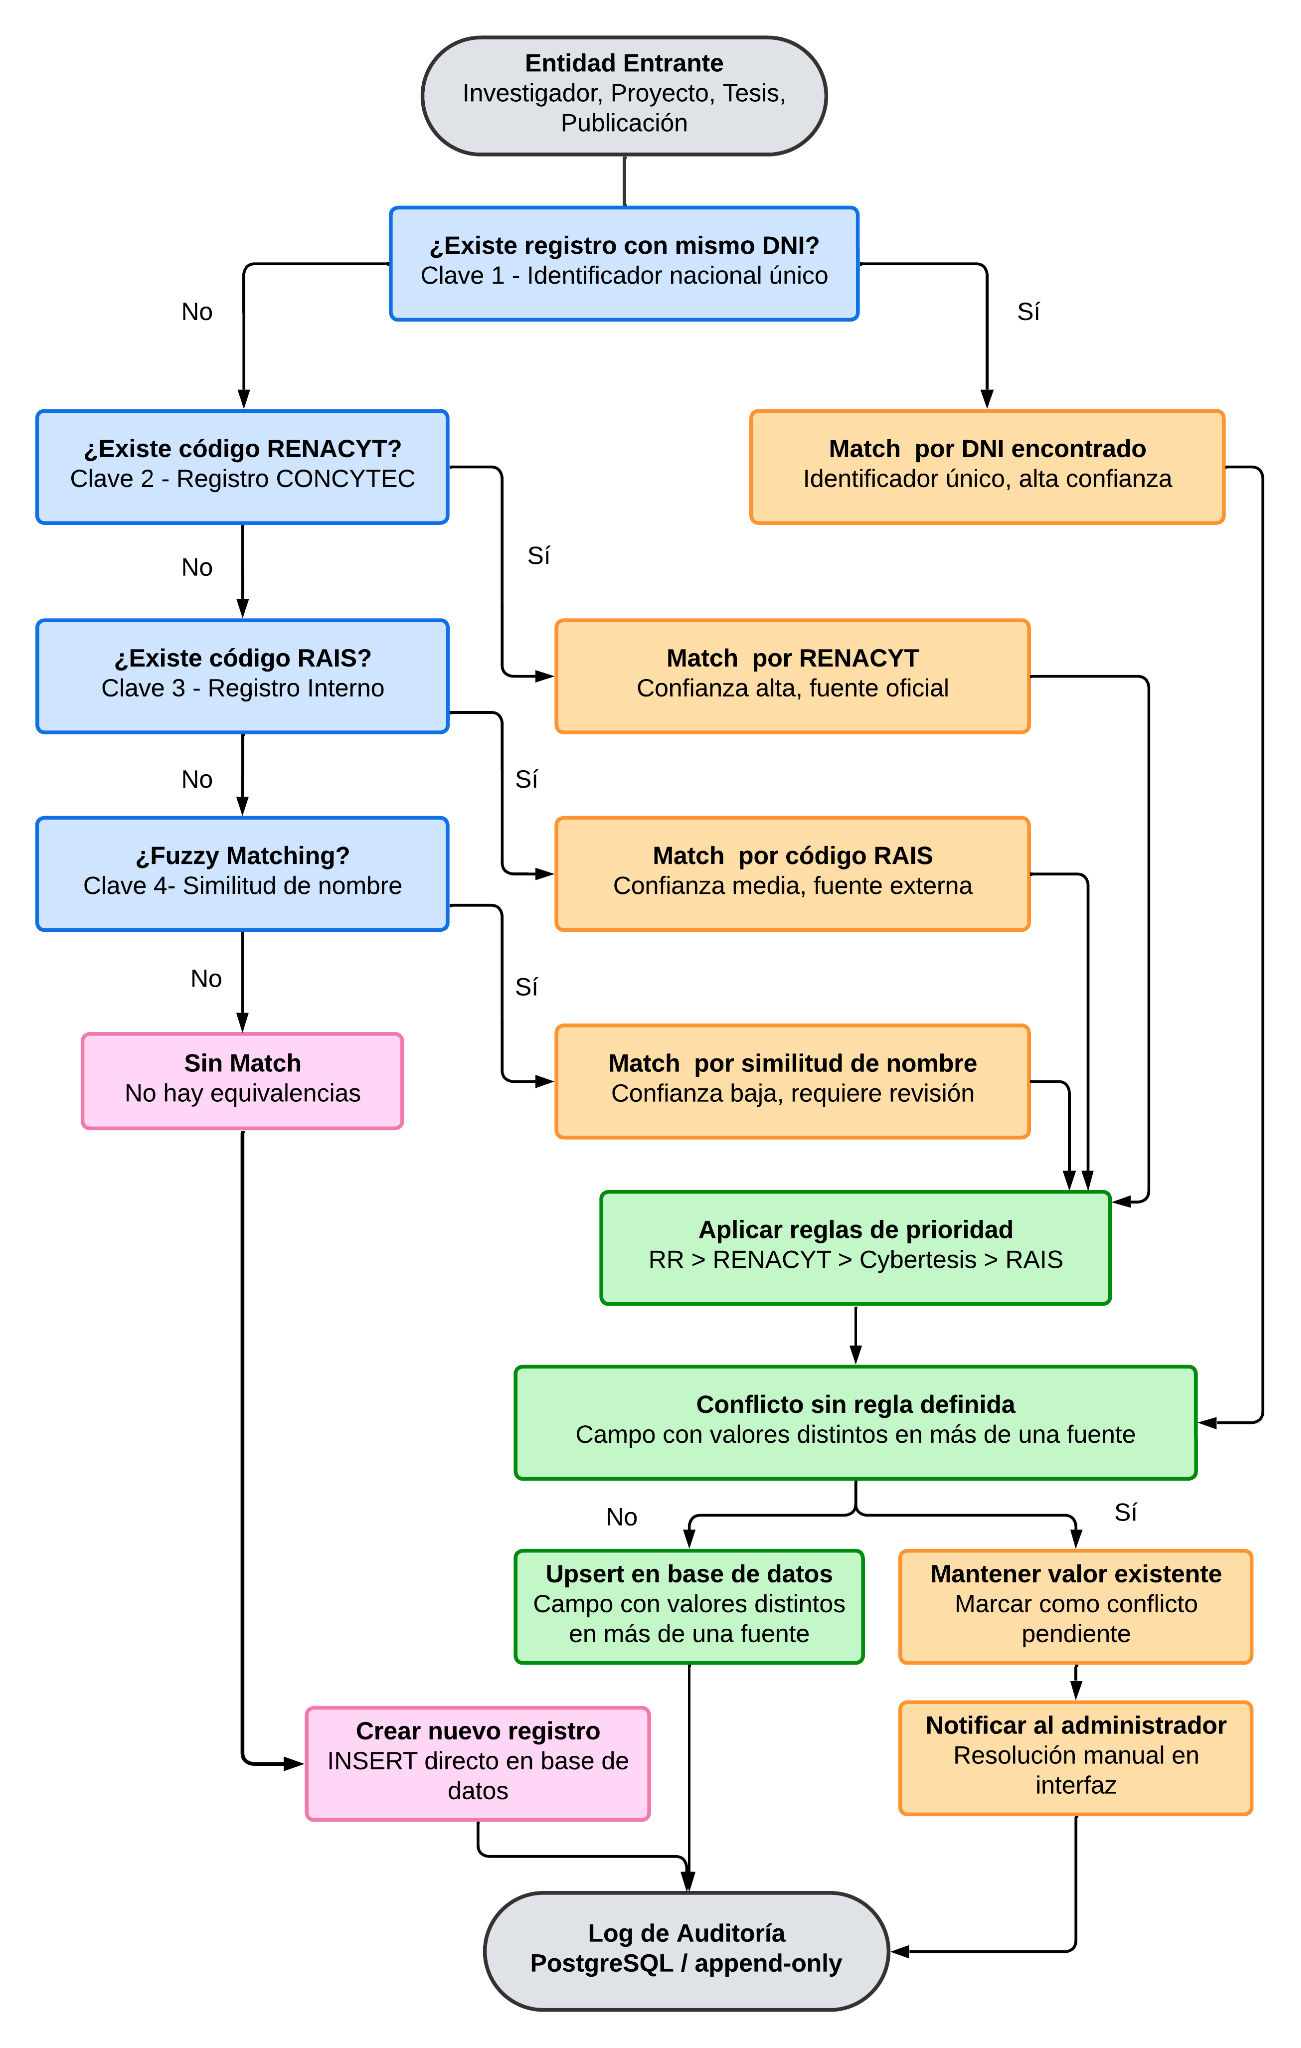 Entidad Entrante
Investigador, Proyecto, Tesis,
Publicación
¿Existe registro con mismo DNI?
Clave 1 - Identificador nacional único
No
Sí
¿Existe código RENACYT?
Clave 2 - Registro CONCYTEC
Match  por DNI encontrado
Identificador único, alta confianza
No
Sí
¿Existe código RAIS?
Clave 3 - Registro Interno
Match  por RENACYT
Confianza alta, fuente oficial
No
Sí
¿Fuzzy Matching?
Clave 4- Similitud de nombre
Match  por código RAIS
Confianza media, fuente externa
No
Sí
Sin Match
No hay equivalencias
Match  por similitud de nombre
Confianza baja, requiere revisión
Aplicar reglas de prioridad
RR > RENACYT > Cybertesis > RAIS
Conflicto sin regla definida
Campo con valores distintos en más de una fuente
No
Sí
Upsert en base de datos
Campo con valores distintos
en más de una fuente
Mantener valor existente
Marcar como conflicto
pendiente
Crear nuevo registro
INSERT directo en base de
datos
Notificar al administrador
Resolución manual en
interfaz
Log de Auditoría
PostgreSQL / append-only